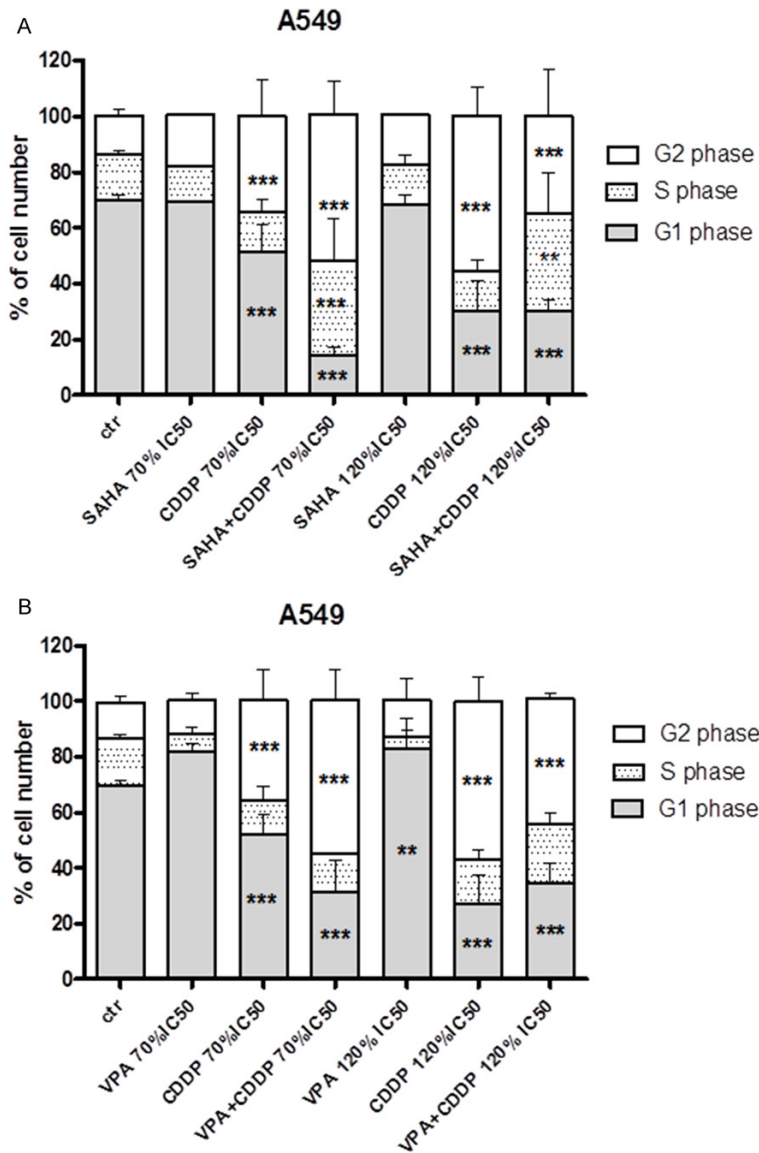 A
A549
% of cell number
120
100
80
60
40
20
0
*** *** *** ***
*** **
*** *** *** ***
G2 phase
S phase
G1 phase
ctr
SAHA 70% IC50
CDDP 70%IC50
SAHA+CDDP 70%IC50
SAHA 120%IC50
CDDP 120%IC50
SAHA+CDDP 120%IC50
B
A549
% of cell number
120
100
80
60
40
20
0
*** *** *** ***
*** *** ** *** ***
G2 phase
S phase
G1 phase
ctr
VPA 70%IC50
CDDP 70%IC50
VPA+CDDP 70%IC50
VPA 120% IC50
CDDP 120%IC50
VPA+CDDP 120% IC50